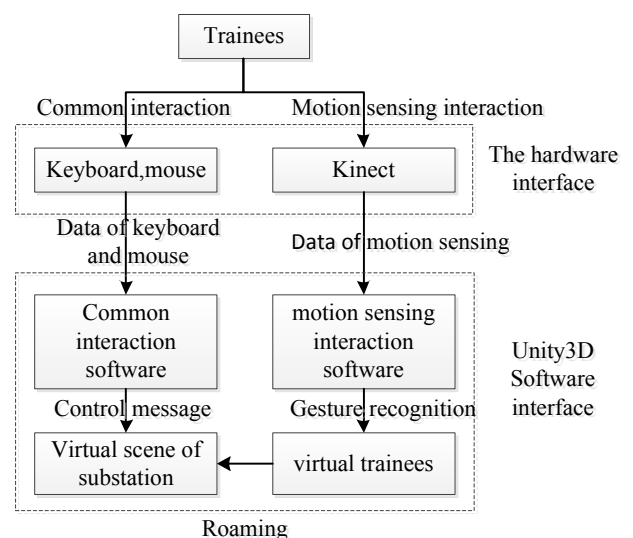 Trainees
Common interaction
Motion sensing interaction
Keyboard,mouse
Kinect
The hardware
interface
Data of keyboard
and mouse
Data of motion sensing
Common
interaction
software
motion sensing
interaction
software
Unity3D
Software
interface
Control message
Gesture recognition
Virtual scene of
substation
virtual trainees
Roaming